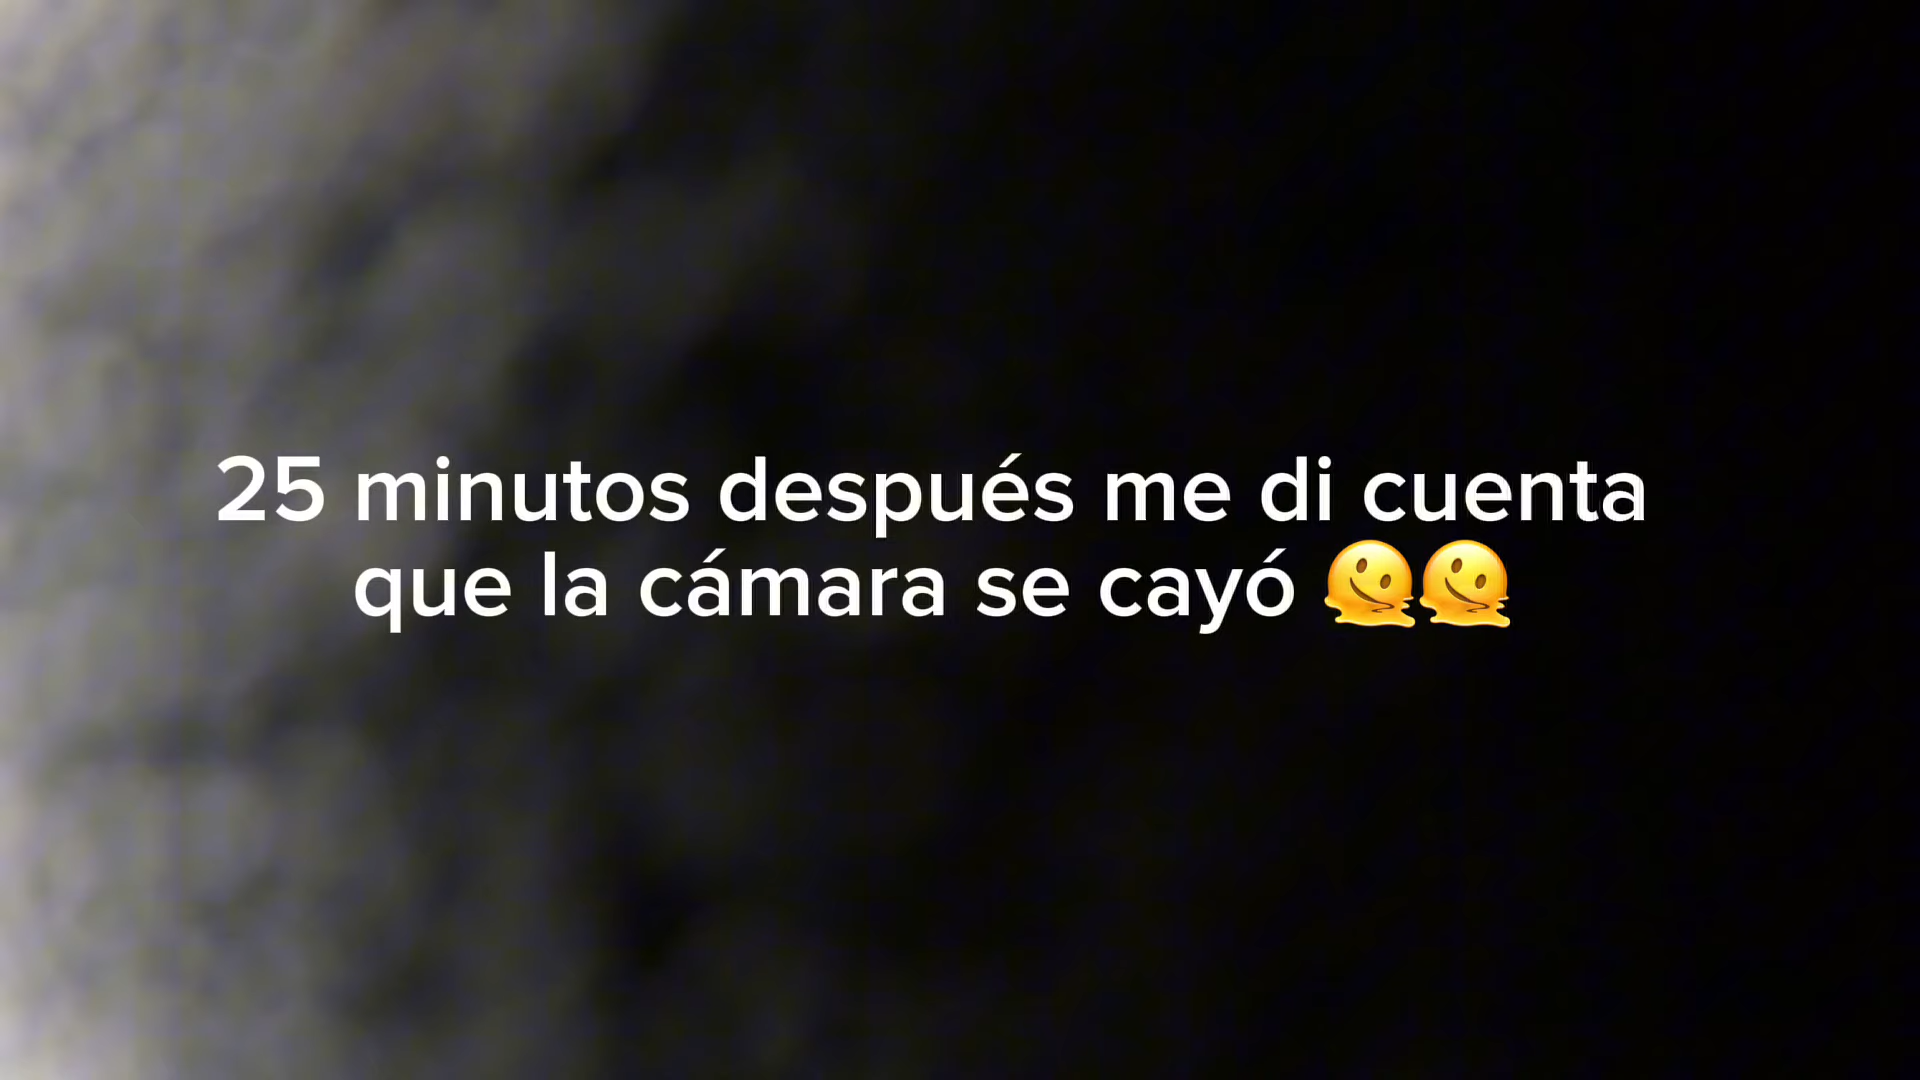 25 minutos después me di cuenta
que la cámara se cayó 🫠🫠